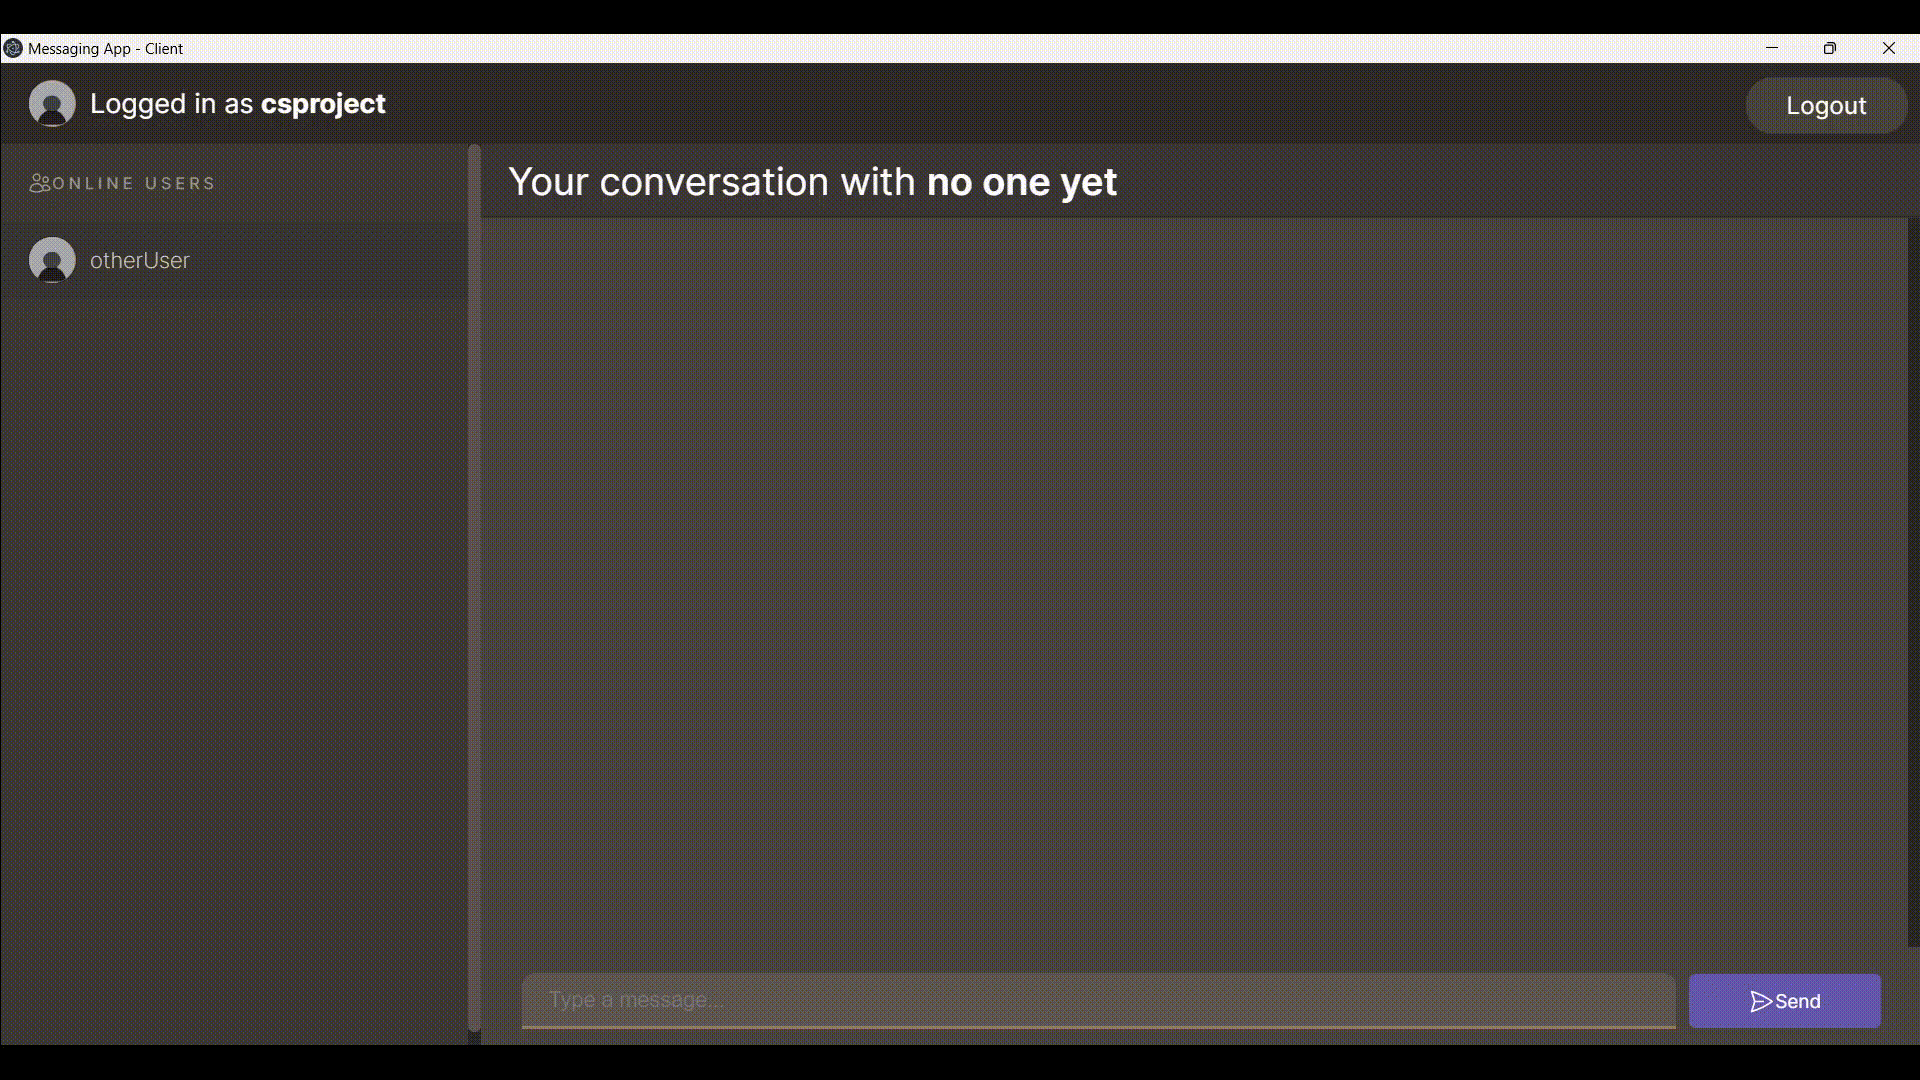 Messaging App - Client
Logged in as csproject
Logout
ONLINE USERS
Your conversation with no one yet
otherUser
Type a message...
Send